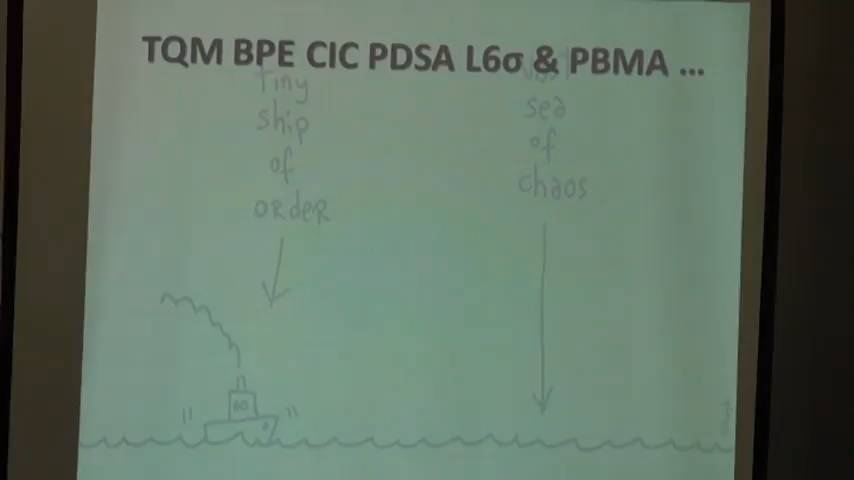 TQM BPE CIC PDSA L6σ & PBMA ...
tiny
ship
of
ORdeR
sea
of
chaos